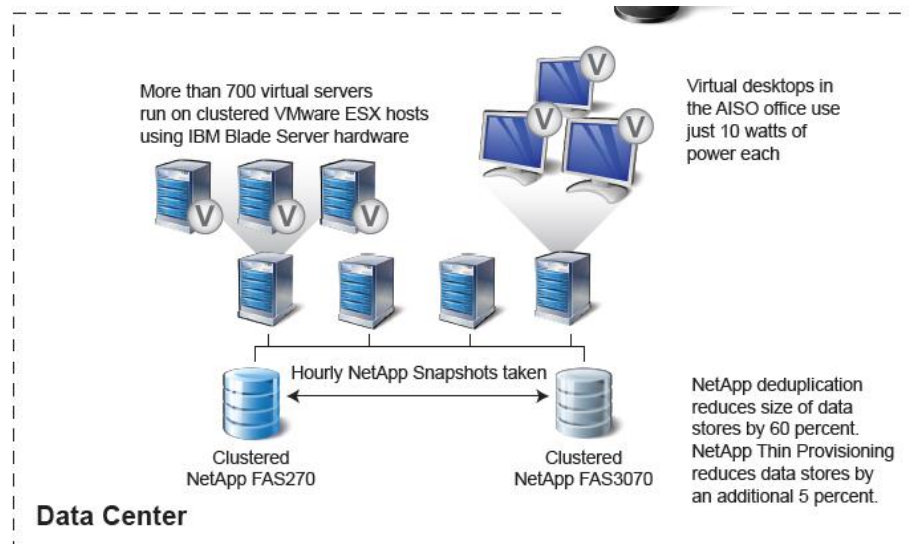 More than 700 virtual servers
run on clustered VMware ESX hosts
using IBM Blade Server hardware
V
V
V
Virtual desktops in
the AISO office use
just 10 watts of
power each
V
V
V
Hourly NetApp Snapshots taken
Clustered
NetApp FAS270
Clustered
NetApp FAS3070
NetApp deduplication
reduces size of data
stores by 60 percent.
NetApp Thin Provisioning
reduces data stores by
an additional 5 percent.
Data Center